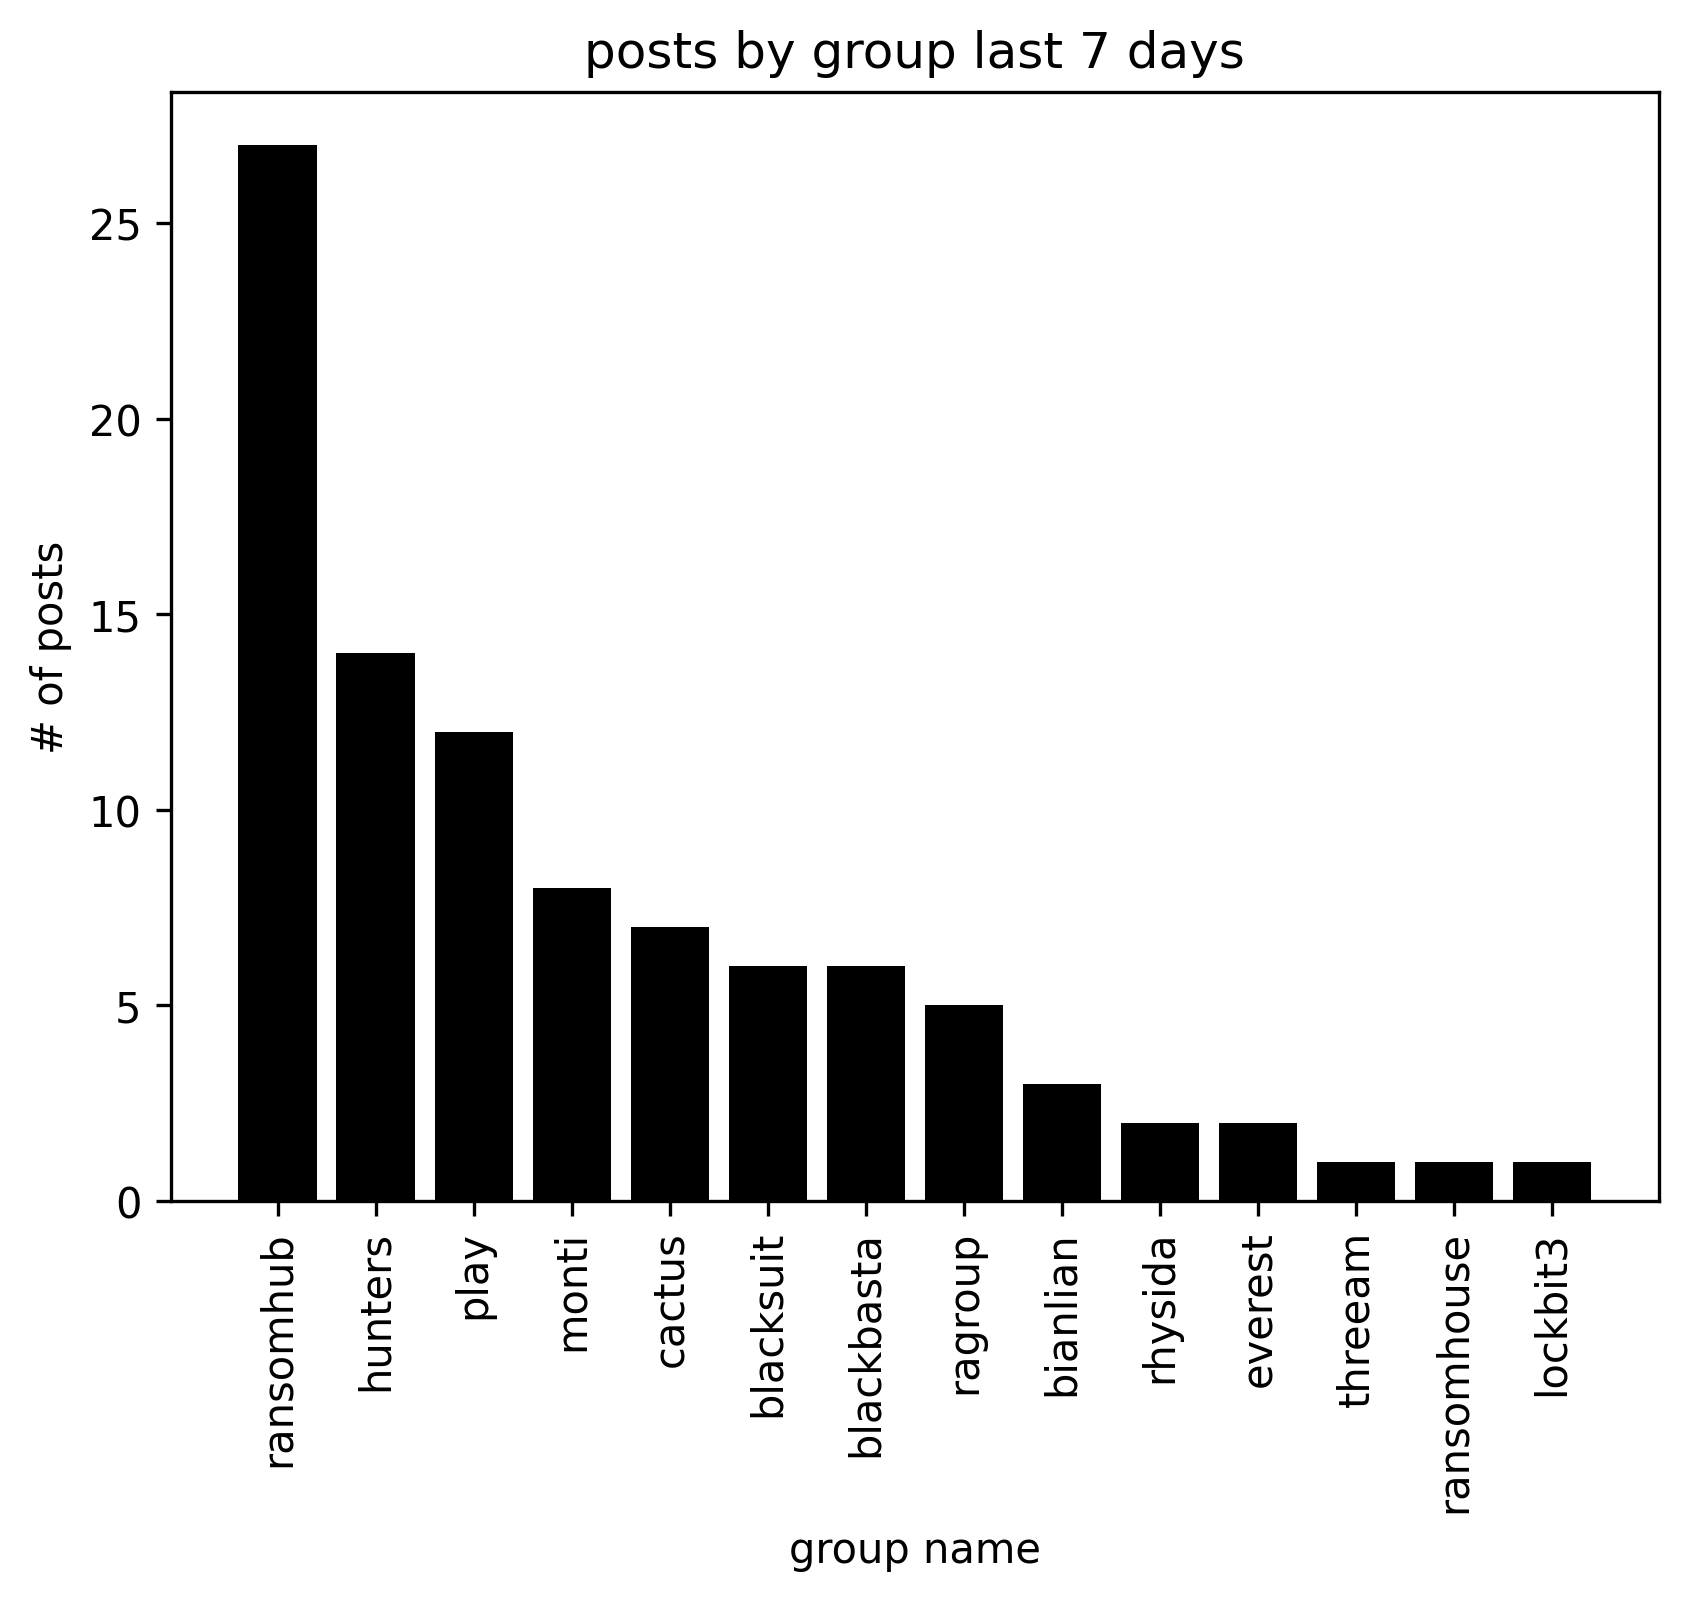 posts by group last 7 days
# of posts
25
20
15
10
5
0
ransomhub
hunters
play
monti
cactus
blacksuit
blackbasta
ragroup
bianlian
rhysida
everest
threeam
ransomhouse
lockbit3
group name